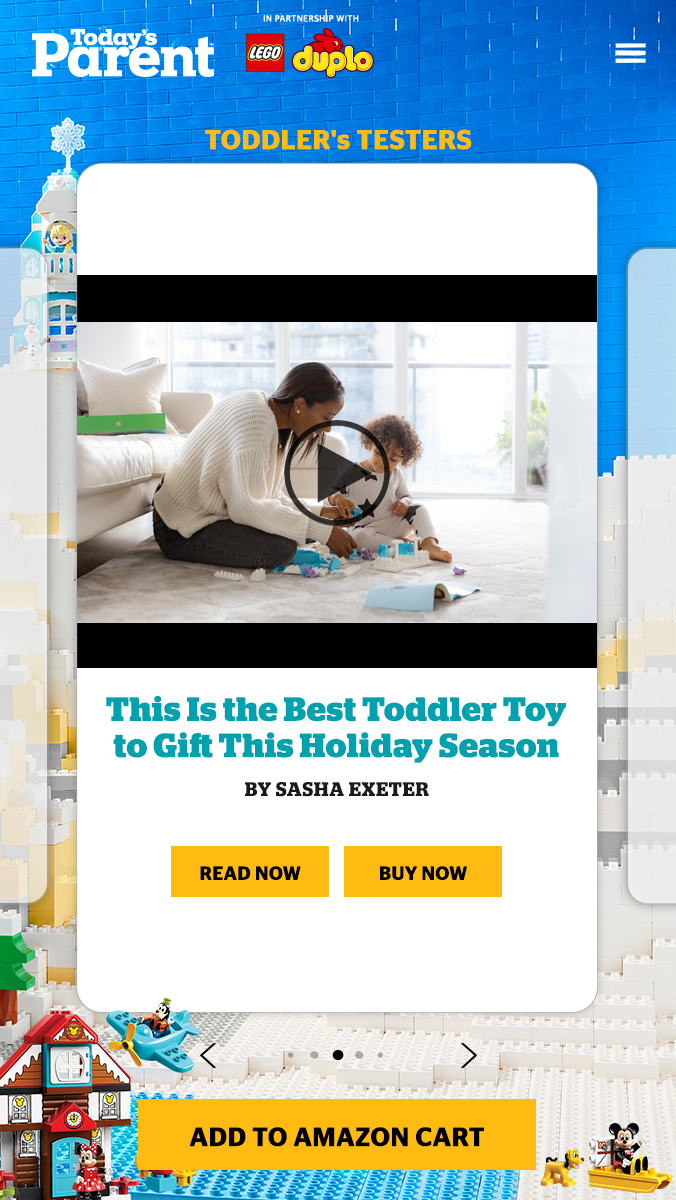 IN PARTNERSHIP WITH
Today's
Parent
LEGO
duplo
TODDLER's TESTERS
This Is the Best Toddler Toy
to Gift This Holiday Season
BY SASHA EXETER
READ NOW
BUY NOW
ADD TO AMAZON CART